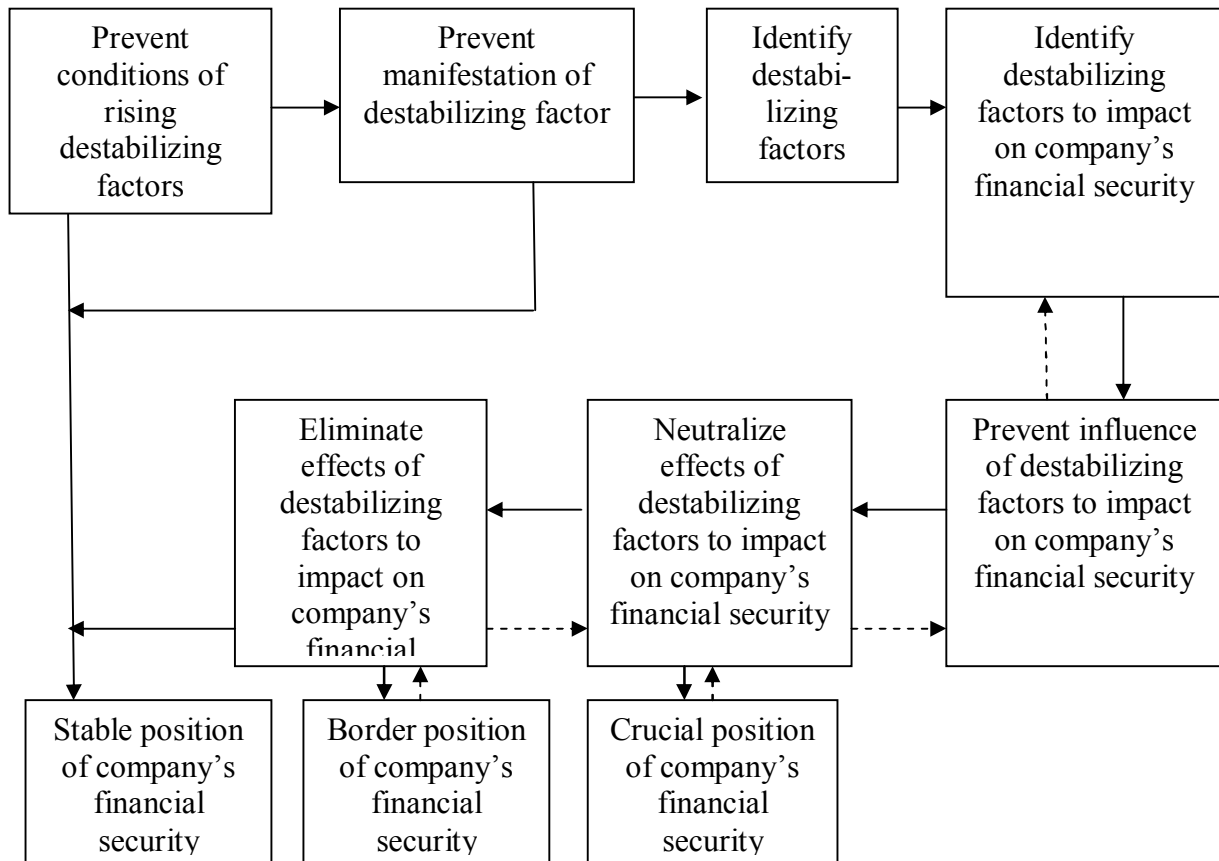 Prevent
conditions of
rising
destabilizing
factors
Prevent
manifestation of
destabilizing factor
Identify
destabi-
lizing
factors
Identify
destabilizing
factors to impact
on company’s
financial security
Eliminate
effects of
destabilizing
factors to
impact on
company’s
financial
Neutralize
effects of
destabilizing
factors to impact
on company’s
financial security
Prevent influence
of destabilizing
factors to impact
on company’s
financial security
Stable position
of company’s
financial
security
Border position
of company’s
financial
security
Crucial position
of company’s
financial
security